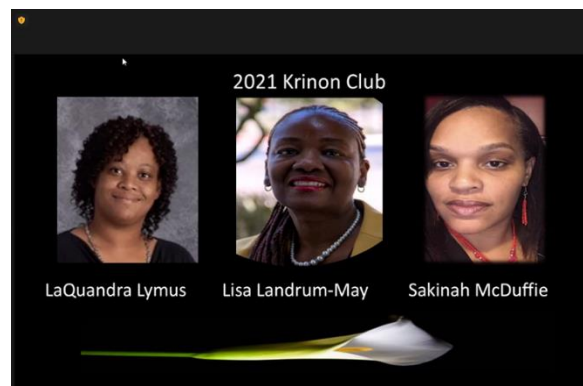 2021 Krinon Club
LaQuandra Lymus
Lisa Landrum-May
Sakinah McDuffie